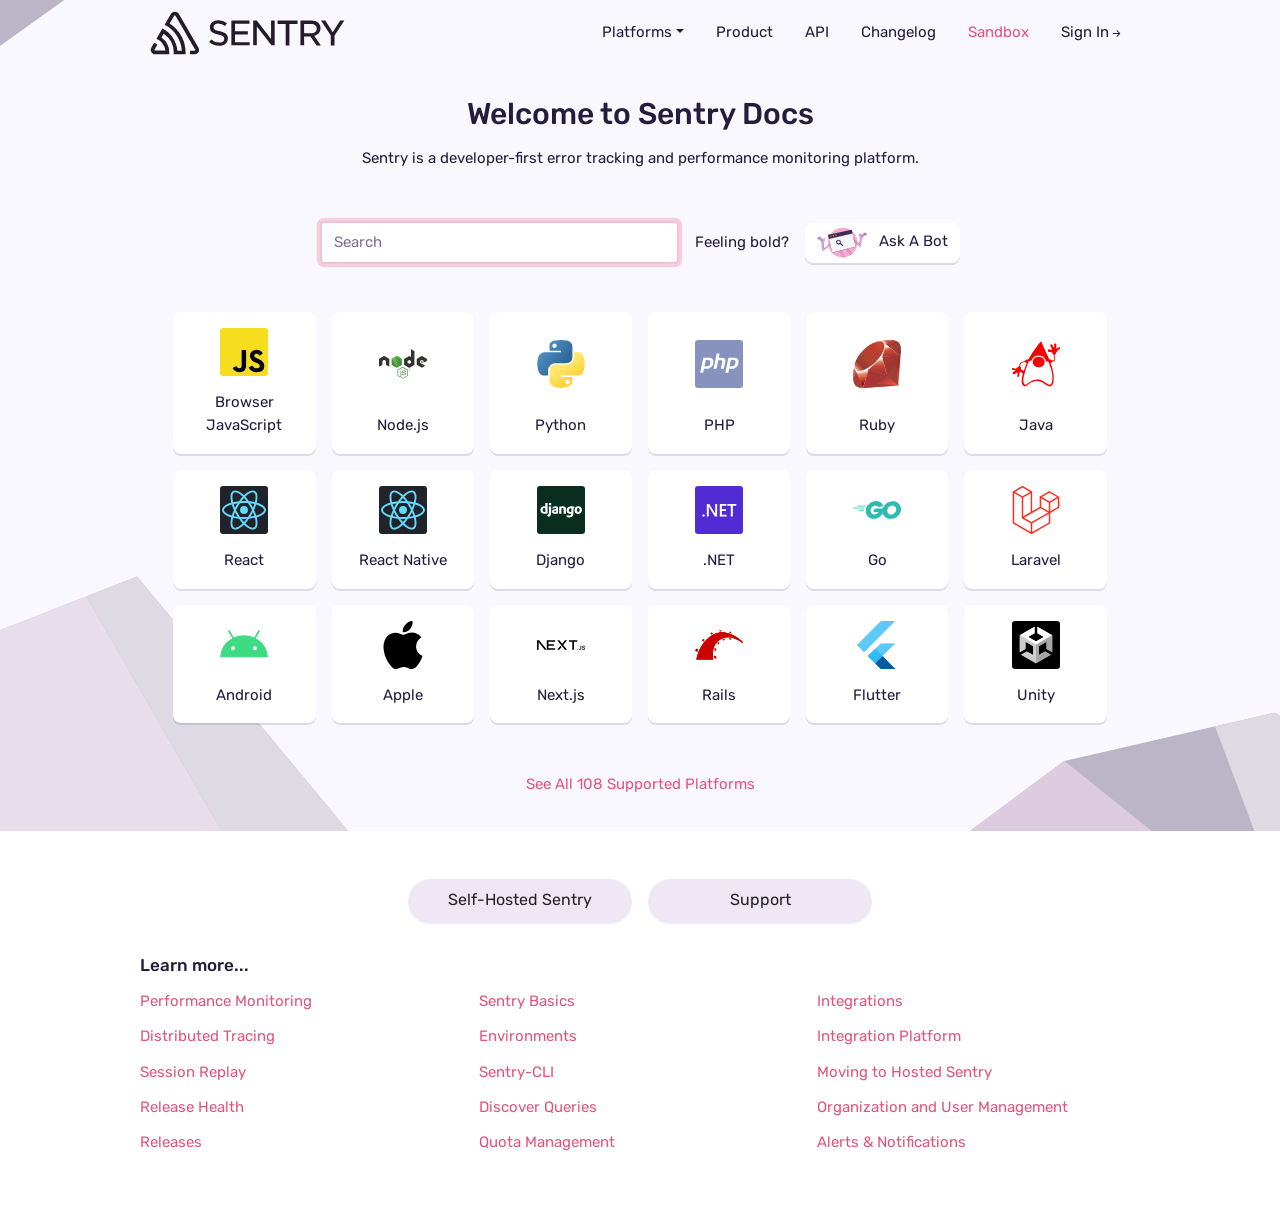 SENTRY
Platforms Product API Changelog Sandbox Sign In →
Welcome to Sentry Docs
Sentry is a developer-first error tracking and performance monitoring platform.
Search Feeling bold? Ask A Bot
JS node JS php
Browser
JavaScript Node.js Python PHP Ruby Java
django .NET GO
React React Native Django .NET Go Laravel
NEXT.JS
Android Apple Next.js Rails Flutter Unity
See All 108 Supported Platforms
Self-Hosted Sentry Support
Learn more...
Performance Monitoring Sentry Basics Integrations
Distributed Tracing Environments Integration Platform
Session Replay Sentry-CLI Moving to Hosted Sentry
Release Health Discover Queries Organization and User Management
Releases Quota Management Alerts & Notifications